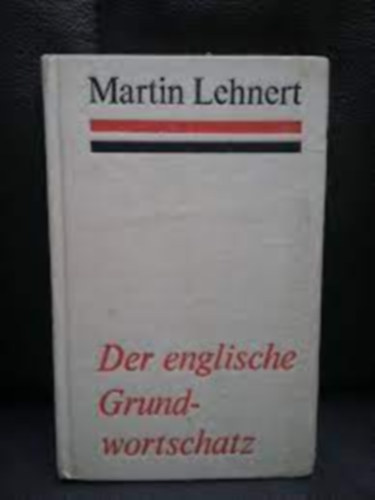 Martin Lehnert
Der englische
Grund-
wortschatz